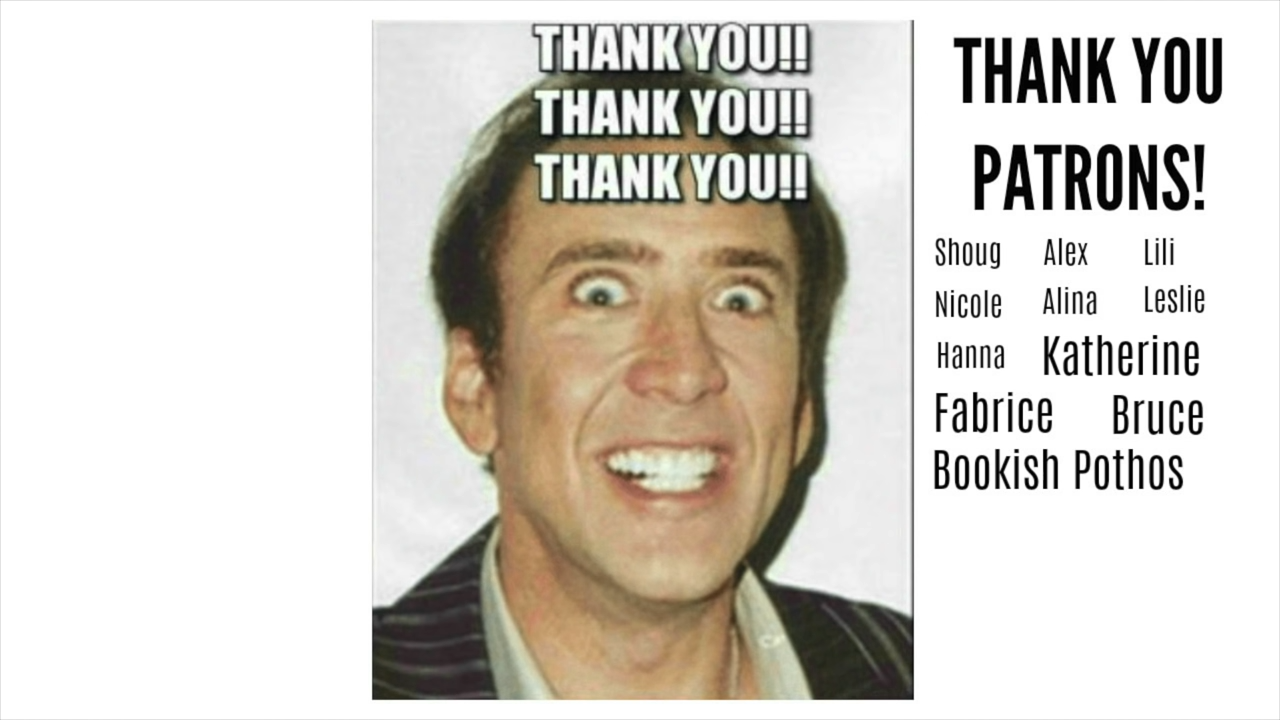 THANK YOU!!
THANK YOU!!
THANK YOU!!
THANK YOU
PATRONS!
Shoug Alex Lili
Nicole Alina Leslie
Hanna Katherine
Fabrice Bruce
Bookish Pothos